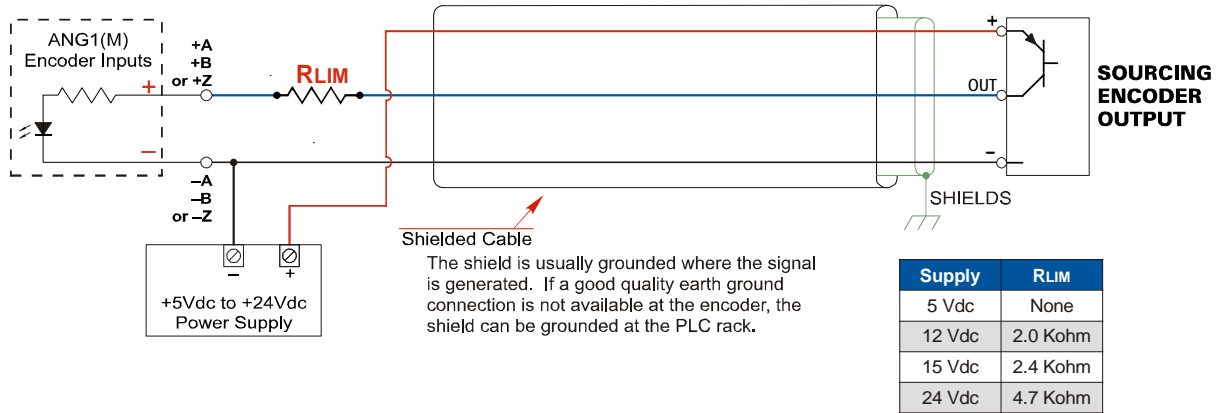 ANG1(M)
Encoder Inputs
+
–
+A
+B
or +Z
RLIM
–A
–B
or –Z
– +
+5Vdc to +24Vdc
Power Supply
Shielded Cable
The shield is usually grounded where the signal
is generated. If a good quality earth ground
connection is not available at the encoder, the
shield can be grounded at the PLC rack.
+
OUT
–
SHIELDS
SOURCING
ENCODER
OUTPUT
Supply RLIM
5 Vdc None
12 Vdc 2.0 Kohm
15 Vdc 2.4 Kohm
24 Vdc 4.7 Kohm